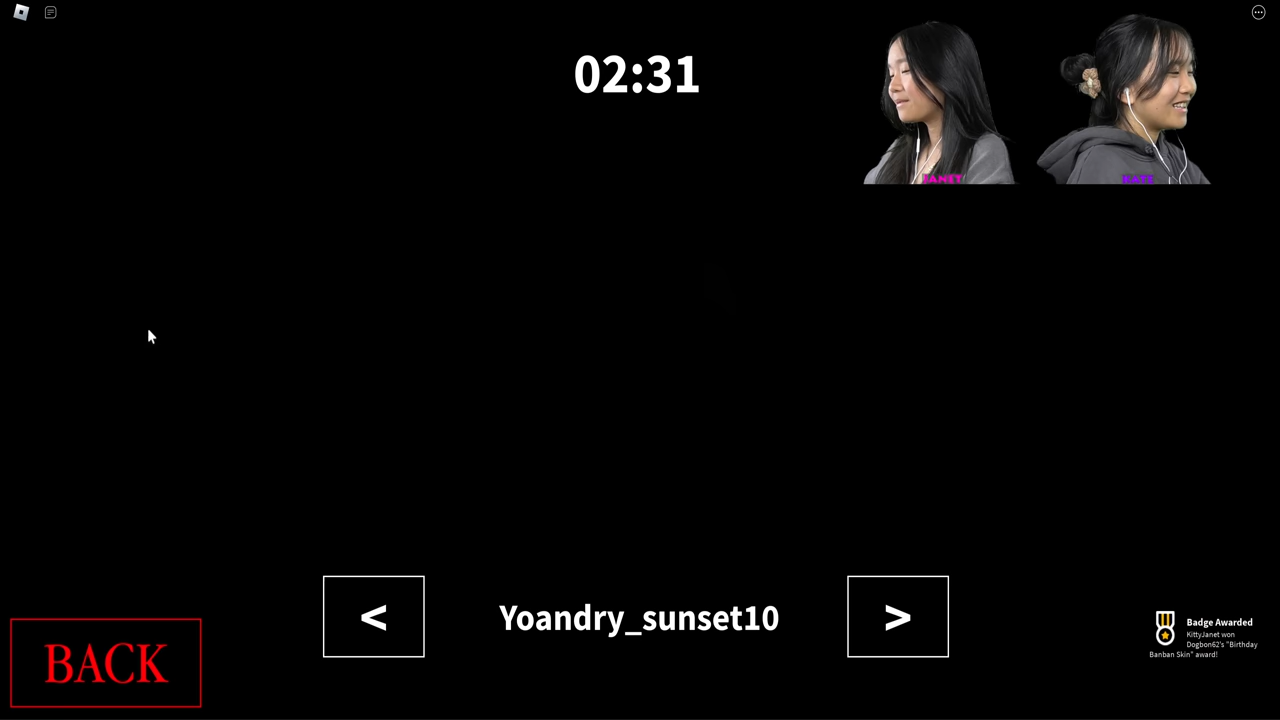 02:31
JANET
KATE
< Yoandry_sunset10 >
BACK
Badge Awarded
KittyJanet won
Dogbon62's "Birthday
Banban Skin" award!